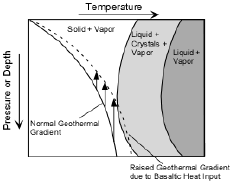 Temperature
Pressure or Depth
Solid + Vapor
Liquid +
Crystals +
Vapor
Liquid +
Vapor
Normal Geothermal
Gradient
Raised Geothermal Gradient
due to Basaltic Heat Input